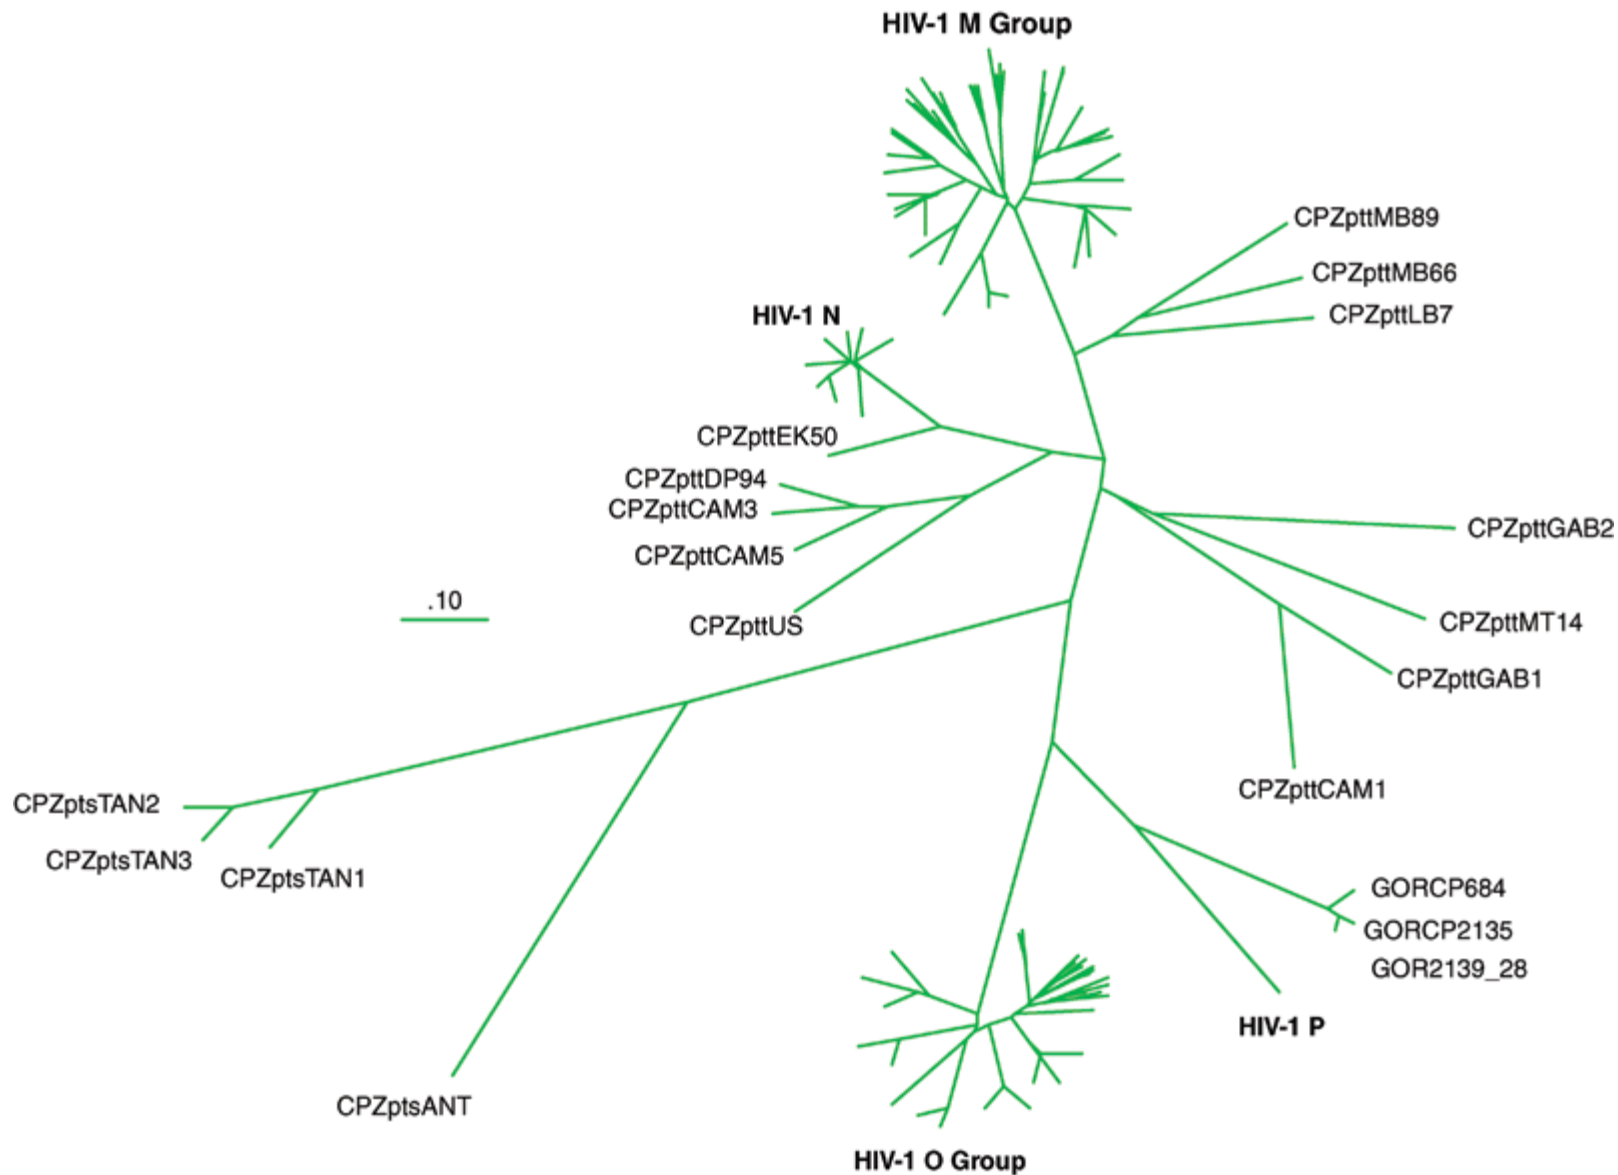 HIV-1 M Group
CPZpttMB89
CPZpttMB66
CPZpttLB7
HIV-1 N
CPZpttEK50
CPZpttDP94
CPZpttCAM3
CPZpttCAM5
CPZpttUS
.10
CPZpttGAB2
CPZpttMT14
CPZpttGAB1
CPZpttCAM1
CPZptsTAN2
CPZptsTAN3
CPZptsTAN1
GORCP684
GORCP2135
GOR2139_28
HIV-1 P
CPZptsANT
HIV-1 O Group